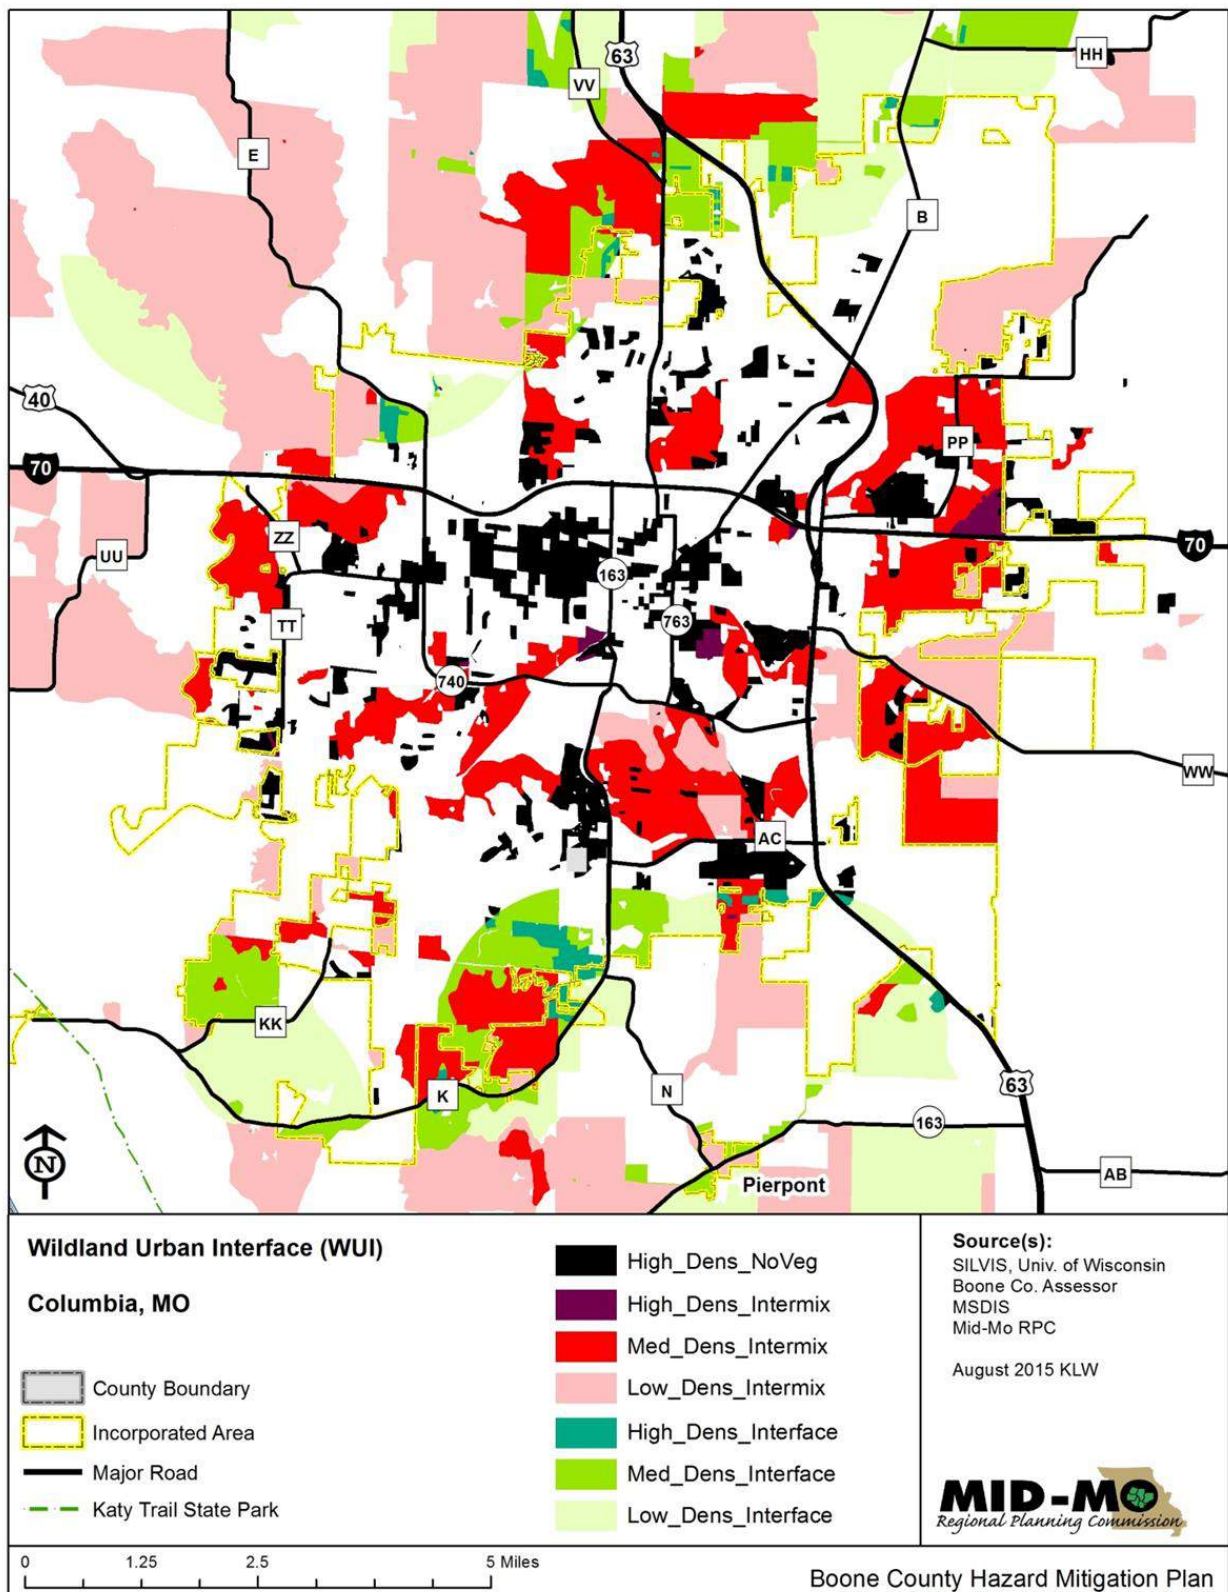 63
HH
VV
E
B
40
PP
70
ZZ
UU
70
163
TT
763
740
WW
AC
KK
K
N
63
163
AB
Pierpont
N
Wildland Urban Interface (WUI)
Columbia, MO
County Boundary
Incorporated Area
Major Road
Katy Trail State Park
High_Dens_NoVeg
High_Dens_Intermix
Med_Dens_Intermix
Low_Dens_Intermix
High_Dens_Interface
Med_Dens_Interface
Low_Dens_Interface
Source(s):
SILVIS, Univ. of Wisconsin
Boone Co. Assessor
MSDIS
Mid-Mo RPC
August 2015 KLW
MID-MO
Regional Planning Commission
0 1.25 2.5 5 Miles
Boone County Hazard Mitigation Plan